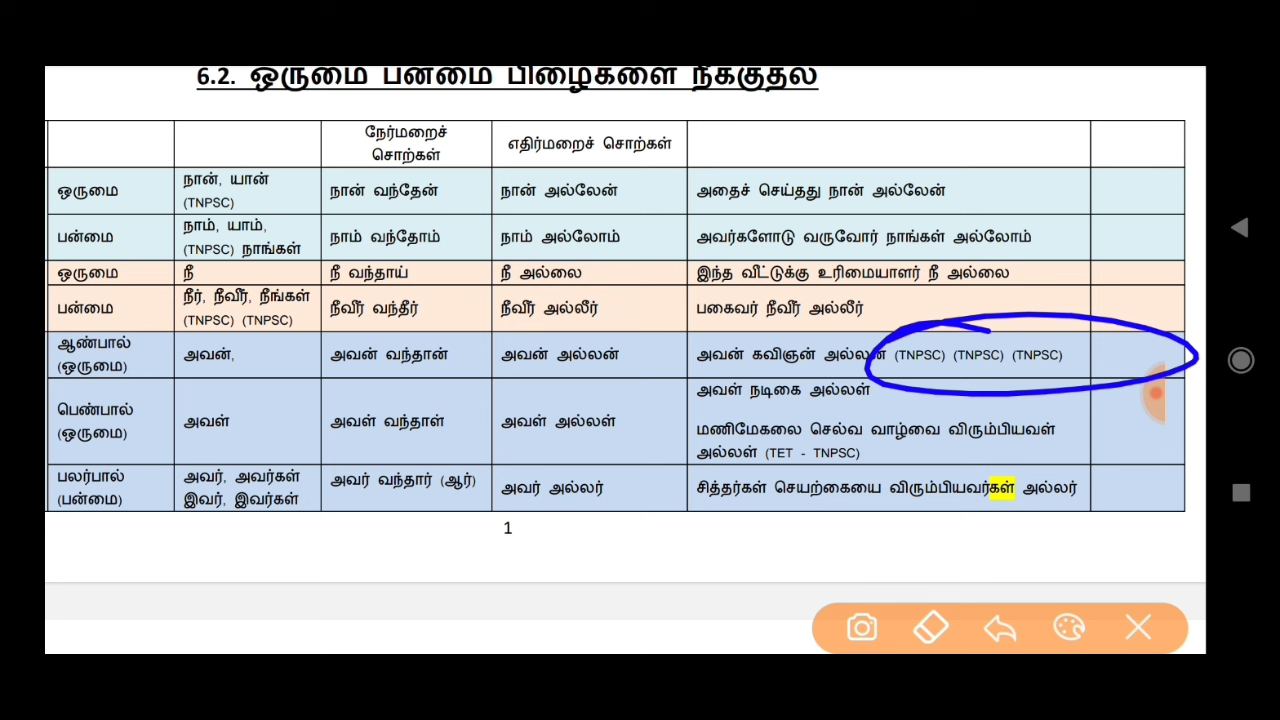 6.2. ஒருமை பன்மை பிழைகளை நீக்குதல்
நேர்மறைச் சொற்கள்
எதிர்மறைச் சொற்கள்
ஒருமை
நான், யான்
(TNPSC)
நான் வந்தேன்
நான் அல்லேன்
அதைச் செய்தது நான் அல்லேன்
பன்மை
நாம், யாம்,
(TNPSC) நாங்கள்
நாம் வந்தோம்
நாம் அல்லோம்
அவர்களோடு வருவோர் நாங்கள் அல்லோம்
ஒருமை
நீ
நீ வந்தாய்
நீ அல்லை
இந்த வீட்டுக்கு உரிமையாளர் நீ அல்லை
பன்மை
நீர், நீவீர், நீங்கள்
(TNPSC) (TNPSC)
நீவீர் வந்தீர்
நீவீர் அல்லீர்
பகைவர் நீவீர் அல்லீர்
ஆண்பால்
(ஒருமை)
அவன்,
அவன் வந்தான்
அவன் அல்லன்
அவன் கவிஞன் அல்லன் (TNPSC) (TNPSC) (TNPSC)
பெண்பால்
(ஒருமை)
அவள்
அவள் வந்தாள்
அவள் அல்லள்
அவள் நடிகை அல்லள்
மணிமேகலை செல்வ வாழ்வை விரும்பியவள்
அல்லள் (TET - TNPSC)
பலர்பால்
(பன்மை)
அவர், அவர்கள்
இவர், இவர்கள்
அவர் வந்தார் (ஆர்)
அவர் அல்லர்
சித்தர்கள் செயற்கையை விரும்பியவர்கள் அல்லர்
1